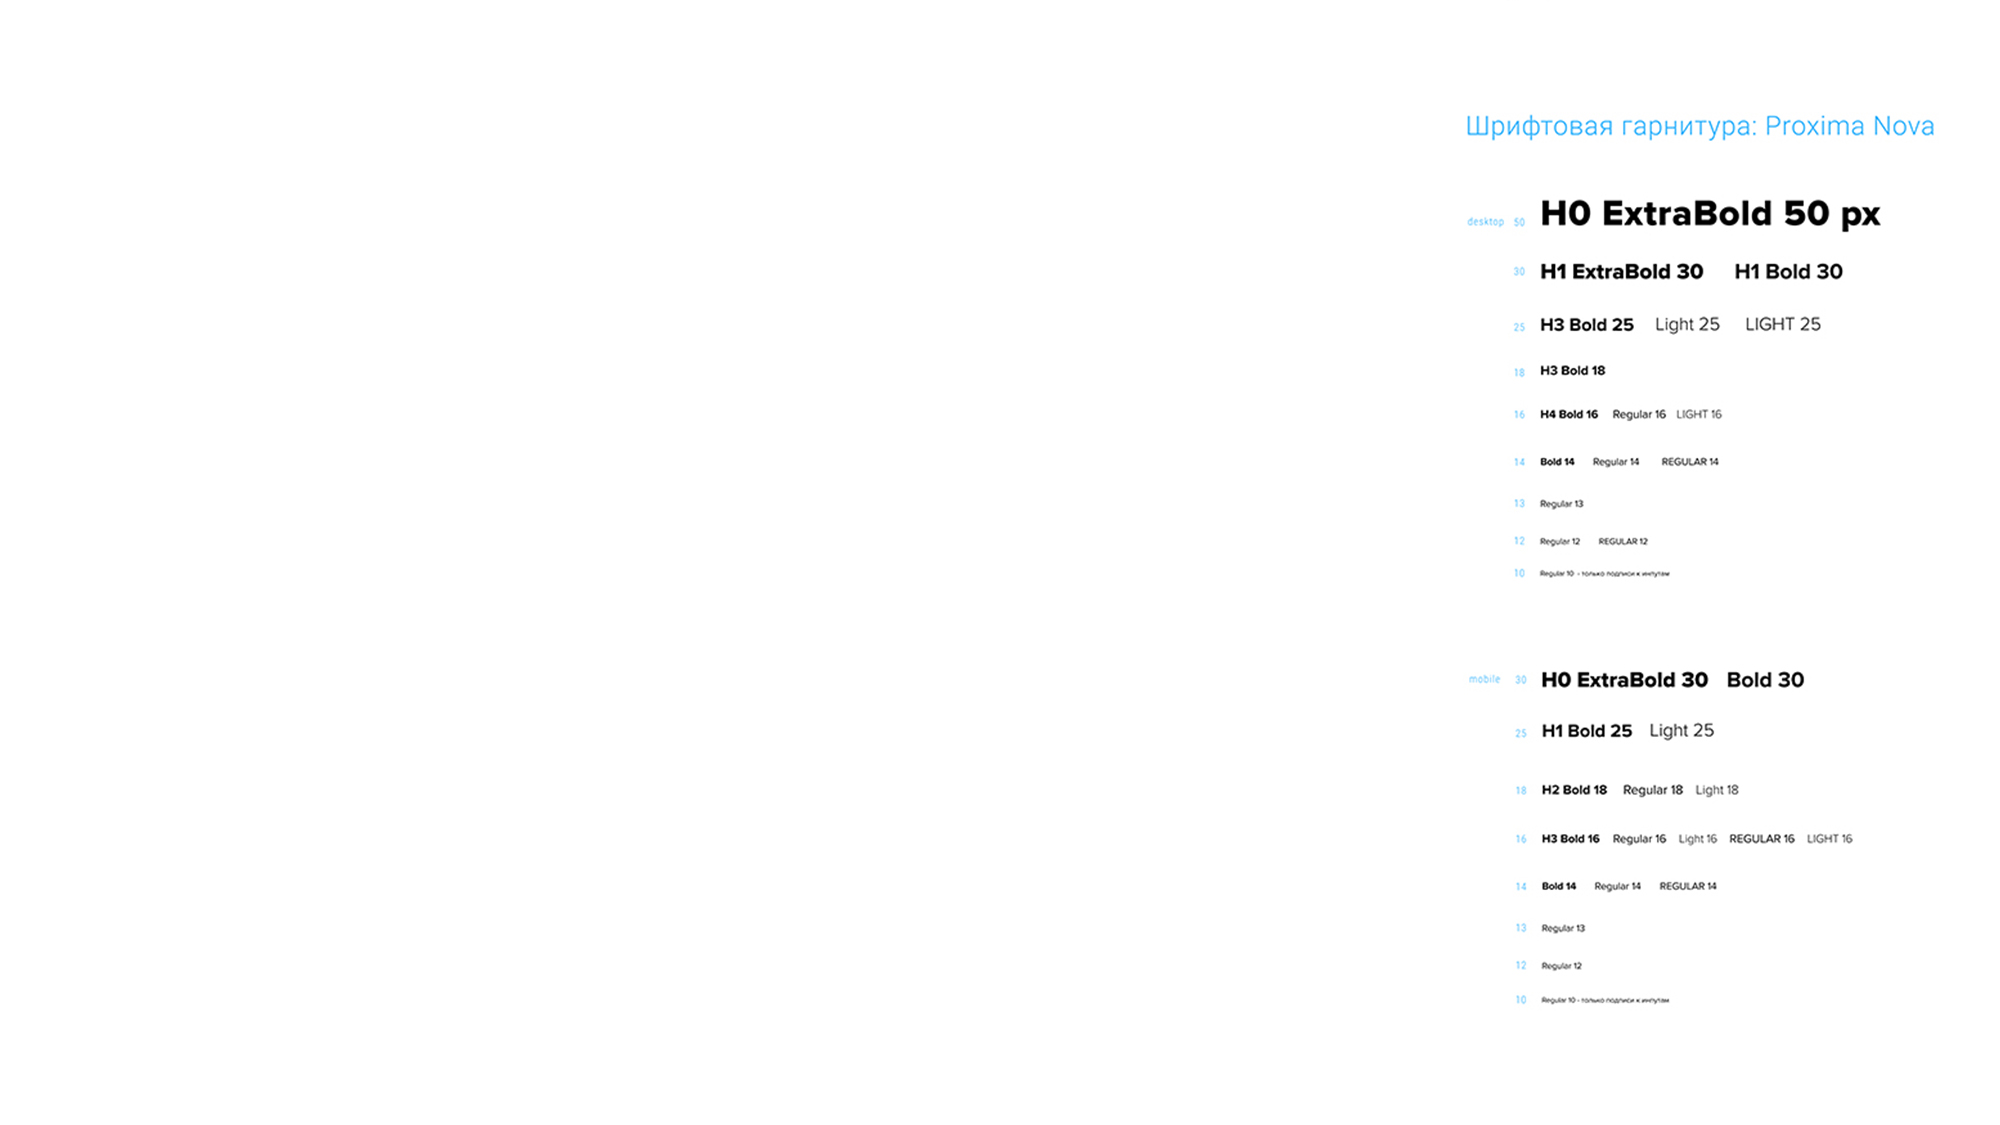 Шрифтовая гарнитура: Proxima Nova
desktop 50 H0 ExtraBold 50 px
30 H1 ExtraBold 30 H1 Bold 30
25 H3 Bold 25 Light 25 LIGHT 25
18 H3 Bold 18
16 H4 Bold 16 Regular 16 LIGHT 16
14 Bold 14 Regular 14 REGULAR 14
13 Regular 13
12 Regular 12 REGULAR 12
10 Regular 10 - только подписи к инпутам
mobile 30 H0 ExtraBold 30 Bold 30
25 H1 Bold 25 Light 25
18 H2 Bold 18 Regular 18 Light 18
16 H3 Bold 16 Regular 16 Light 16 REGULAR 16 LIGHT 16
14 Bold 14 Regular 14 REGULAR 14
13 Regular 13
12 Regular 12
10 Regular 10 - только подписи к инпутам